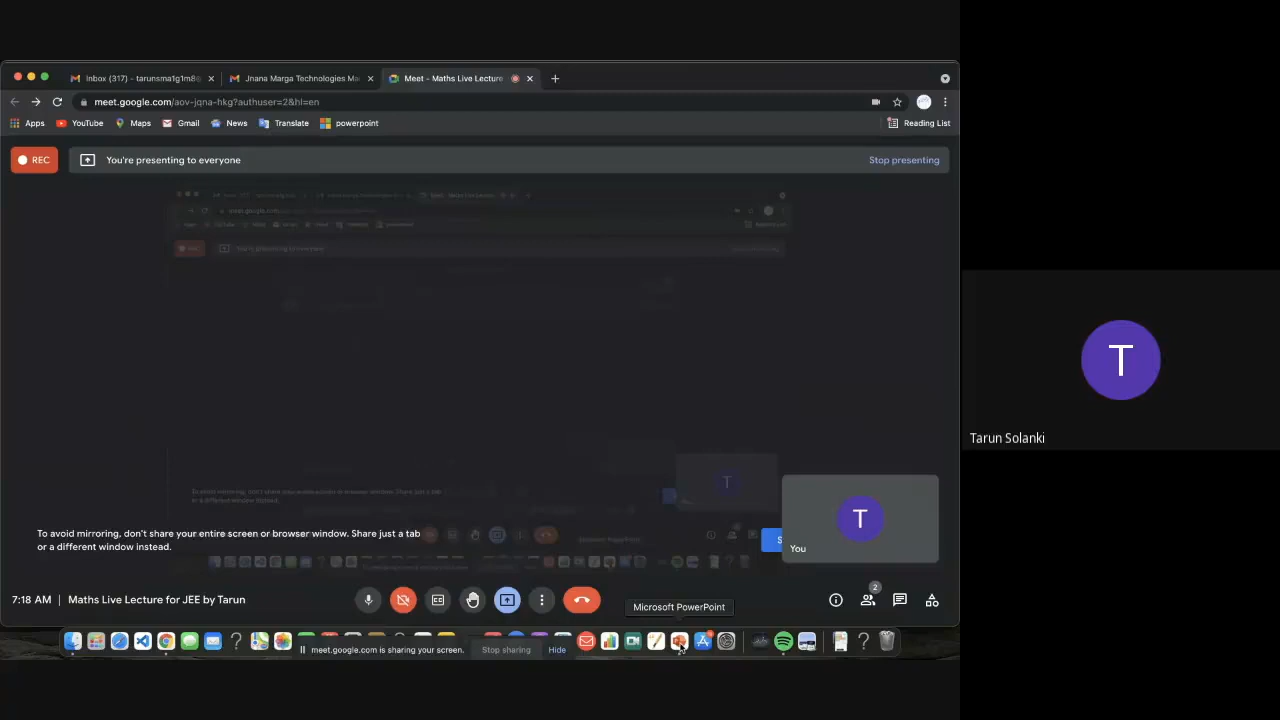 Inbox (317) - tarunsma1g1m8@
Jnana Marga Technologies Ma
Meet - Maths Live Lecture
meet.google.com/aov-jqna-hkg?authuser=2&hl=en
Apps
YouTube
Maps
Gmail
News
Translate
powerpoint
Reading List
REC
You're presenting to everyone
Stop presenting
T
Tarun Solanki
To avoid mirroring, don't share your entire screen or browser window. Share just a tab
or a different window instead.
S
T
You
7:18 AM | Maths Live Lecture for JEE by Tarun
2
Microsoft PowerPoint
meet.google.com is sharing your screen.
Stop sharing
Hide